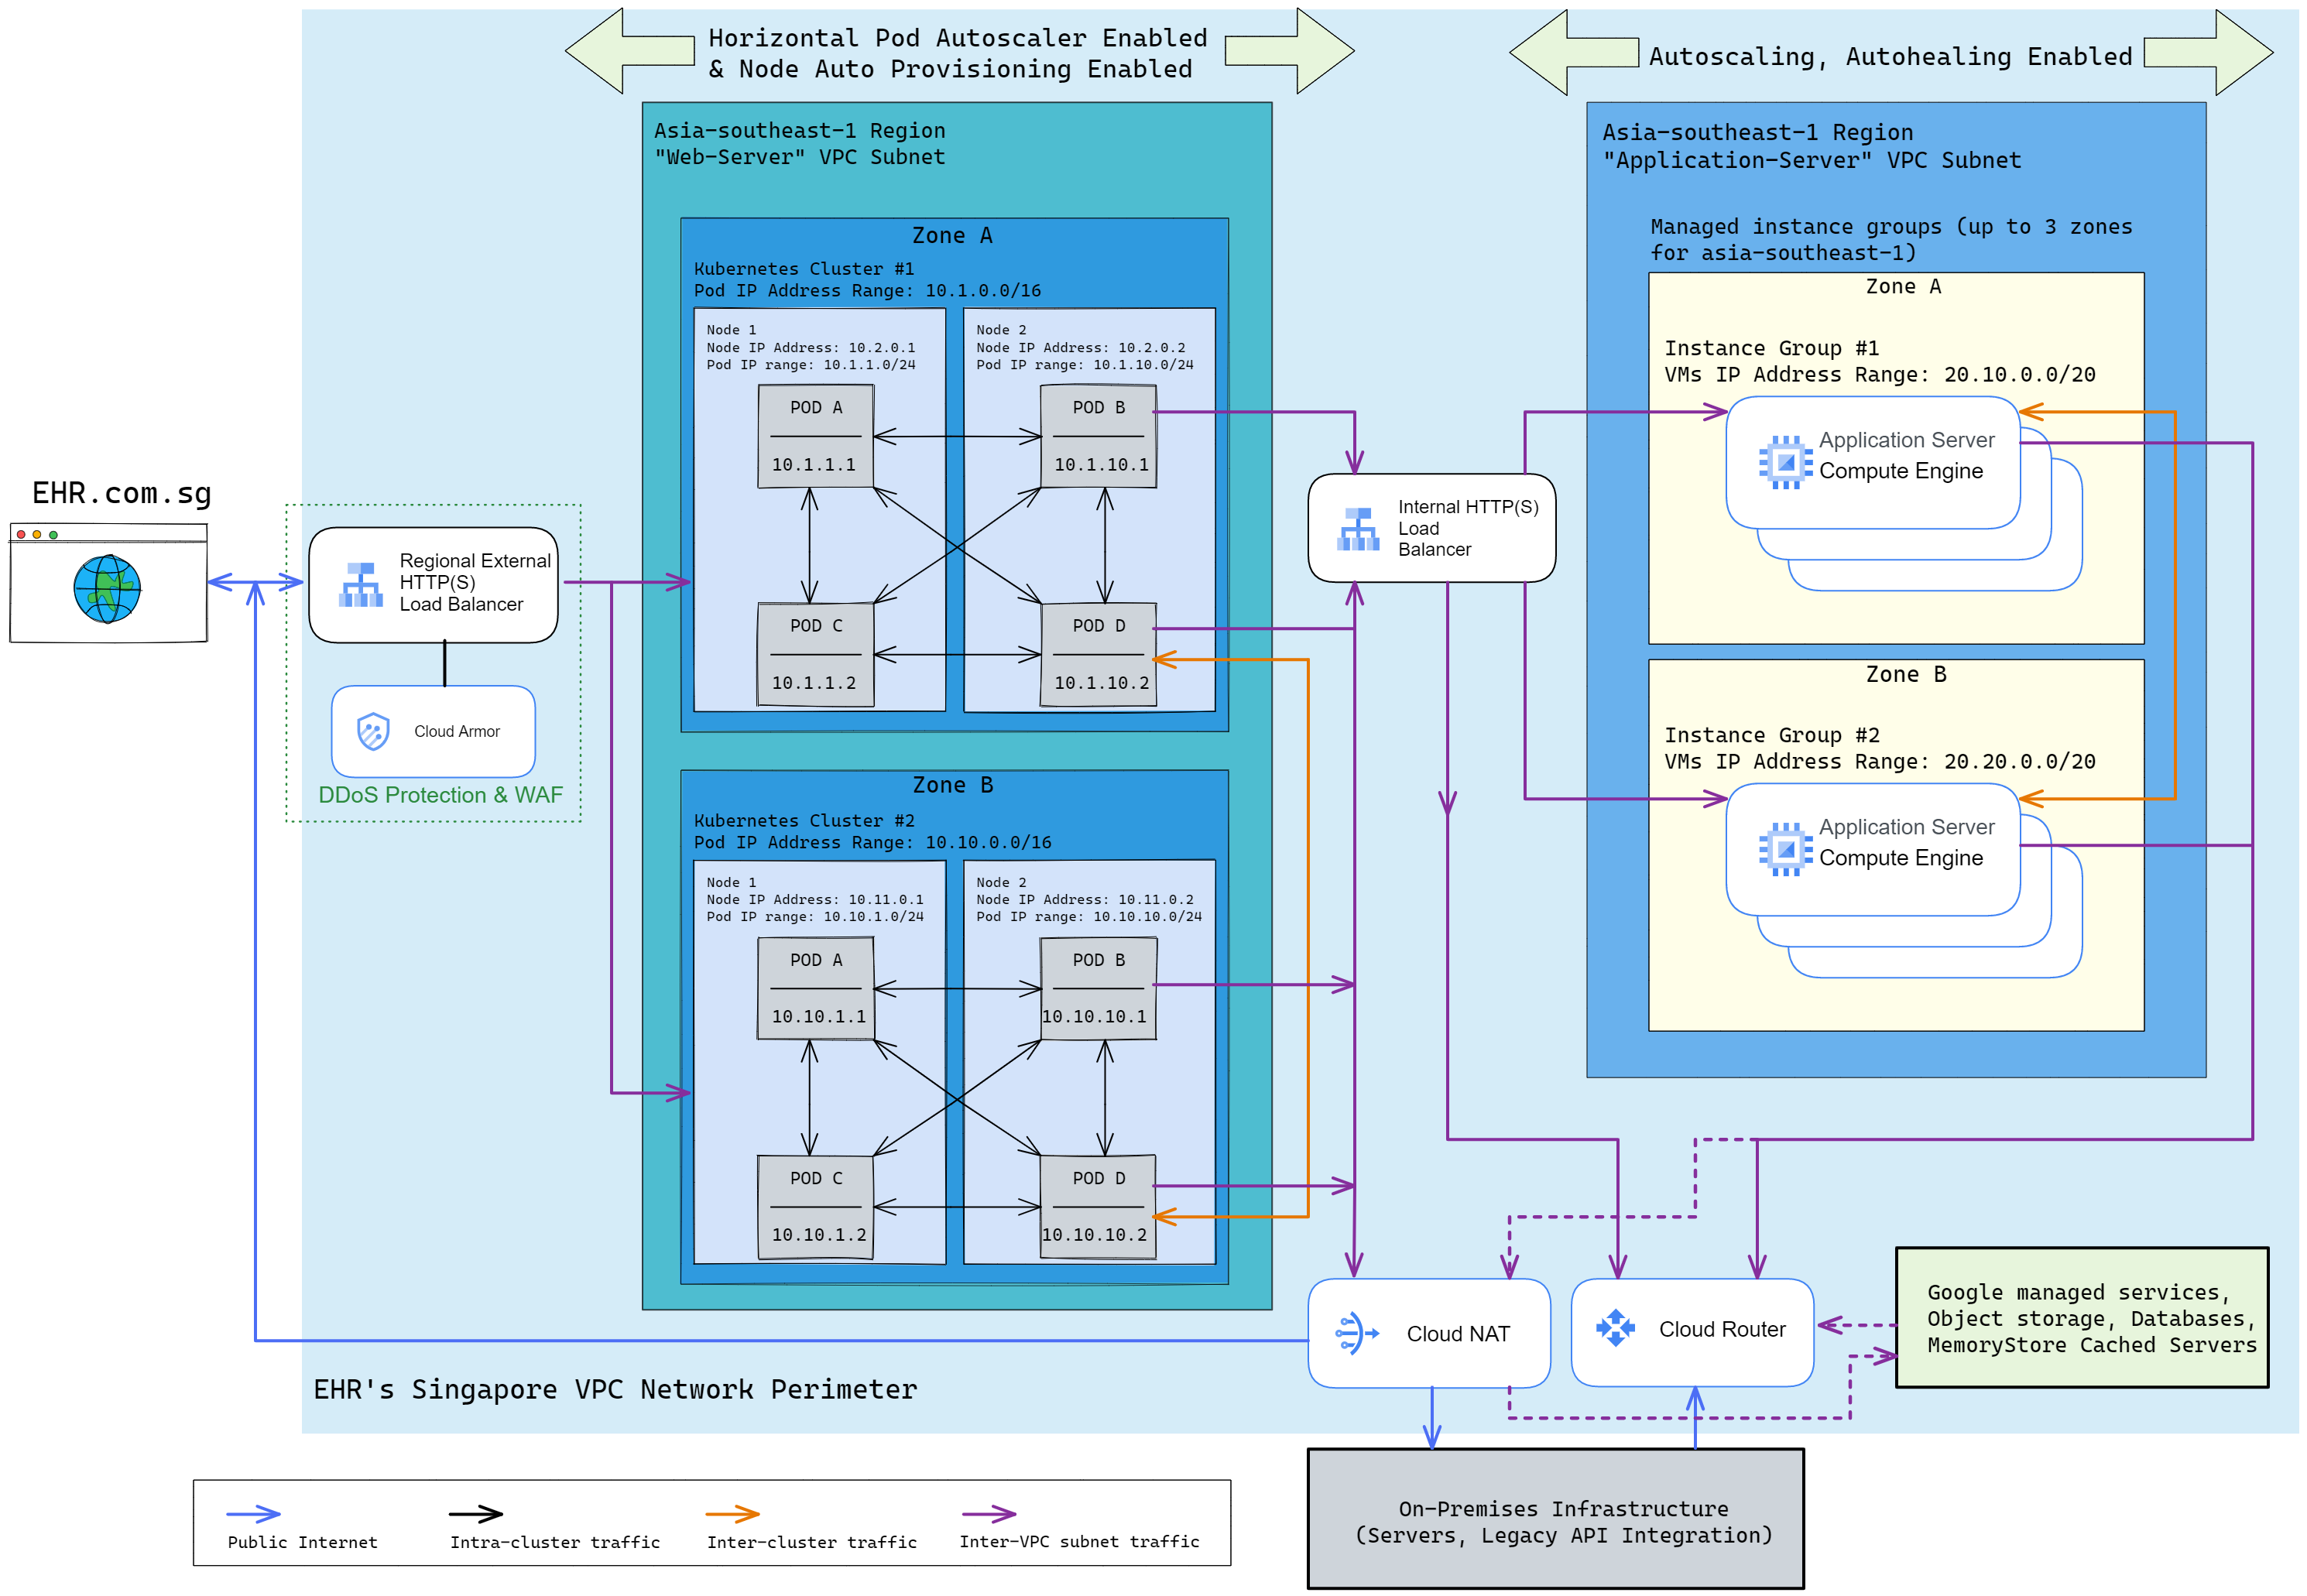 Horizontal Pod Autoscaler Enabled
& Node Auto Provisioning Enabled
Autoscaling, Autohealing Enabled
Asia-southeast-1 Region
"Web-Server" VPC Subnet
Zone A
Kubernetes Cluster #1
Pod IP Address Range: 10.1.0.0/16
Node 1
Node IP Address: 10.2.0.1
Pod IP range: 10.1.1.0/24
Node 2
Node IP Address: 10.2.0.2
Pod IP range: 10.1.10.0/24
POD A
10.1.1.1
POD B
10.1.10.1
POD C
10.1.1.2
POD D
10.1.10.2
Zone B
Kubernetes Cluster #2
Pod IP Address Range: 10.10.0.0/16
Node 1
Node IP Address: 10.11.0.1
Pod IP range: 10.10.1.0/24
Node 2
Node IP Address: 10.11.0.2
Pod IP range: 10.10.10.0/24
POD A
10.10.1.1
POD B
10.10.10.1
POD C
10.10.1.2
POD D
10.10.10.2
EHR.com.sg
Regional External
HTTP(S)
Load Balancer
Cloud Armor
DDoS Protection & WAF
Internal HTTP(S)
Load
Balancer
Asia-southeast-1 Region
"Application-Server" VPC Subnet
Managed instance groups (up to 3 zones
for asia-southeast-1)
Zone A
Instance Group #1
VMs IP Address Range: 20.10.0.0/20
Application Server
Compute Engine
Zone B
Instance Group #2
VMs IP Address Range: 20.20.0.0/20
Application Server
Compute Engine
Cloud NAT
Cloud Router
Google managed services,
Object storage, Databases,
MemoryStore Cached Servers
EHR's Singapore VPC Network Perimeter
On-Premises Infrastructure
(Servers, Legacy API Integration)
Public Internet
Intra-cluster traffic
Inter-cluster traffic
Inter-VPC subnet traffic